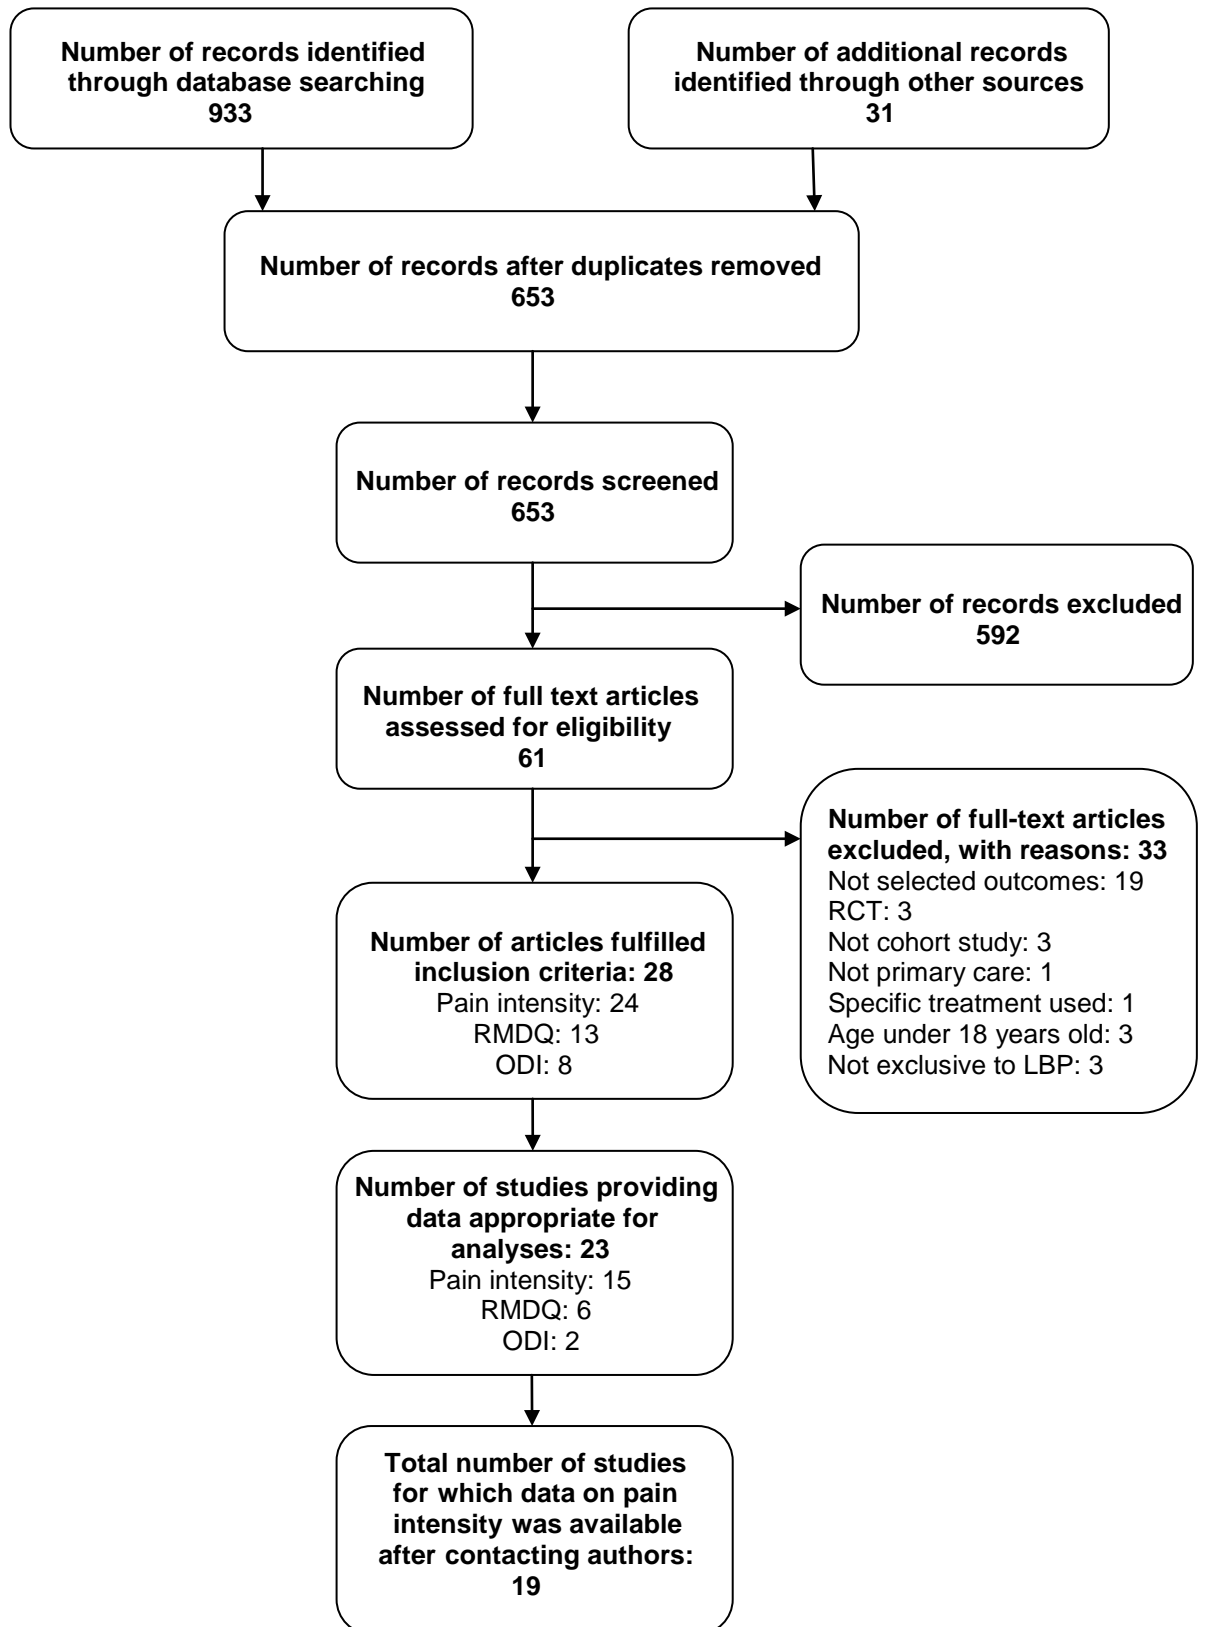 Number of records identified
through database searching
933
Number of additional records
identified through other sources
31
Number of records after duplicates removed
653
Number of records screened
653
Number of records excluded
592
Number of full text articles
assessed for eligibility
61
Number of full-text articles
excluded, with reasons: 33
Not selected outcomes: 19
RCT: 3
Not cohort study: 3
Not primary care: 1
Specific treatment used: 1
Age under 18 years old: 3
Not exclusive to LBP: 3
Number of articles fulfilled
inclusion criteria: 28
Pain intensity: 24
RMDQ: 13
ODI: 8
Number of studies providing
data appropriate for
analyses: 23
Pain intensity: 15
RMDQ: 6
ODI: 2
Total number of studies
for which data on pain
intensity was available
after contacting authors:
19